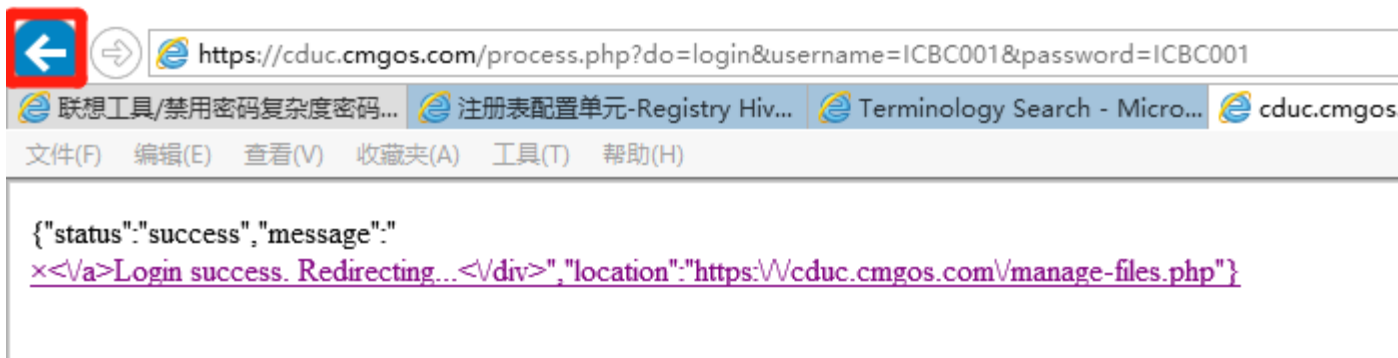 https://cduc.cmgos.com/process.php?do=login&username=ICBC001&password=ICBC001
联想工具/禁用密码复杂度密码... 注册表配置单元-Registry Hiv... Terminology Search - Micro... cduc.cmgos
文件(F) 编辑(E) 查看(V) 收藏夹(A) 工具(T) 帮助(H)
{"status":"success","message":"
×<\/a>Login success. Redirecting...<\/div>","location":"https:\/\/cduc.cmgos.com\/manage-files.php"}